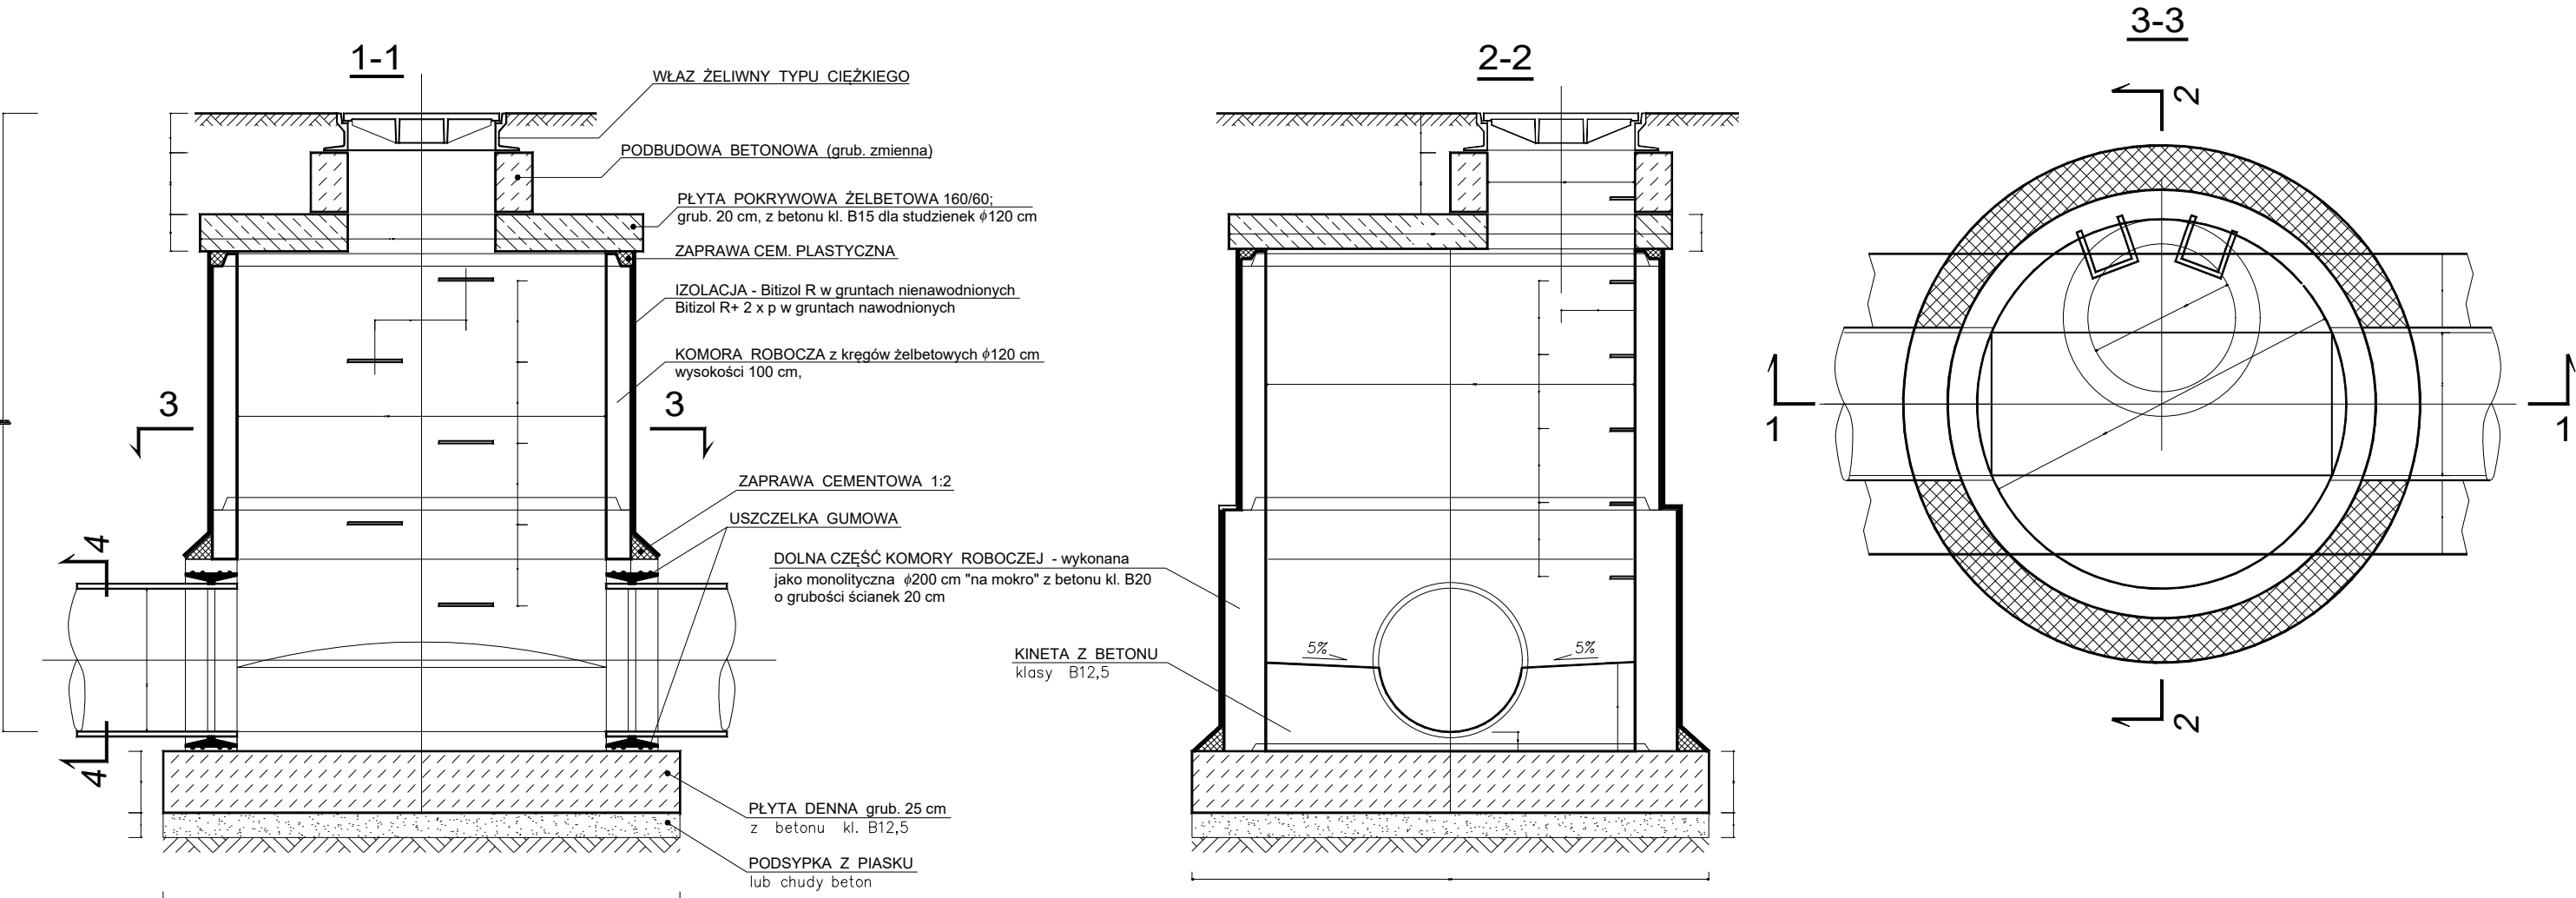 1-1
WŁAZ ŻELIWNY TYPU CIĘŻKIEGO
PODBUDOWA BETONOWA (grub. zmienna)
PŁYTA POKRYWOWA ŻELBETOWA 160/60;
grub. 20 cm, z betonu kl. B15 dla studzienek ϕ120 cm
ZAPRAWA CEM. PLASTYCZNA
IZOLACJA - Bitizol R w gruntach nienawodnionych
Bitizol R+ 2 x p w gruntach nawodnionych
KOMORA ROBOCZA z kręgów żelbetowych ϕ120 cm
wysokości 100 cm,
3
3
ZAPRAWA CEMENTOWA 1:2
USZCZELKA GUMOWA
4
4
PŁYTA DENNA grub. 25 cm
z betonu kl. B12,5
PODSYPKA Z PIASKU
lub chudy beton
2-2
DOLNA CZĘŚĆ KOMORY ROBOCZEJ - wykonana
jako monolityczna ϕ200 cm "na mokro" z betonu kl. B20
o grubości ścianek 20 cm
KINETA Z BETONU
klasy B12,5
5%
5%
3-3
2
1
1
2